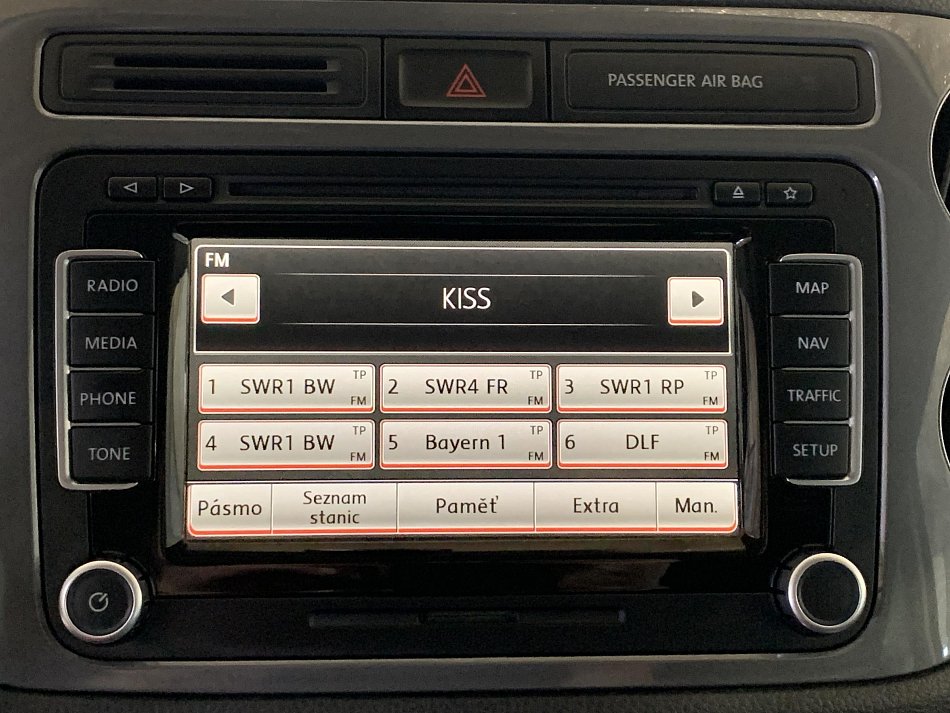 PASSENGER AIR BAG
FM
KISS
RADIO
MEDIA
PHONE
TONE
1 SWR1 BW TP FM
2 SWR4 FR TP FM
3 SWR1 RP TP FM
4 SWR1 BW TP FM
5 Bayern 1 TP FM
6 DLF TP FM
Pásmo
Seznam
stanic
Paměť
Extra
Man.
MAP
NAV
TRAFFIC
SETUP